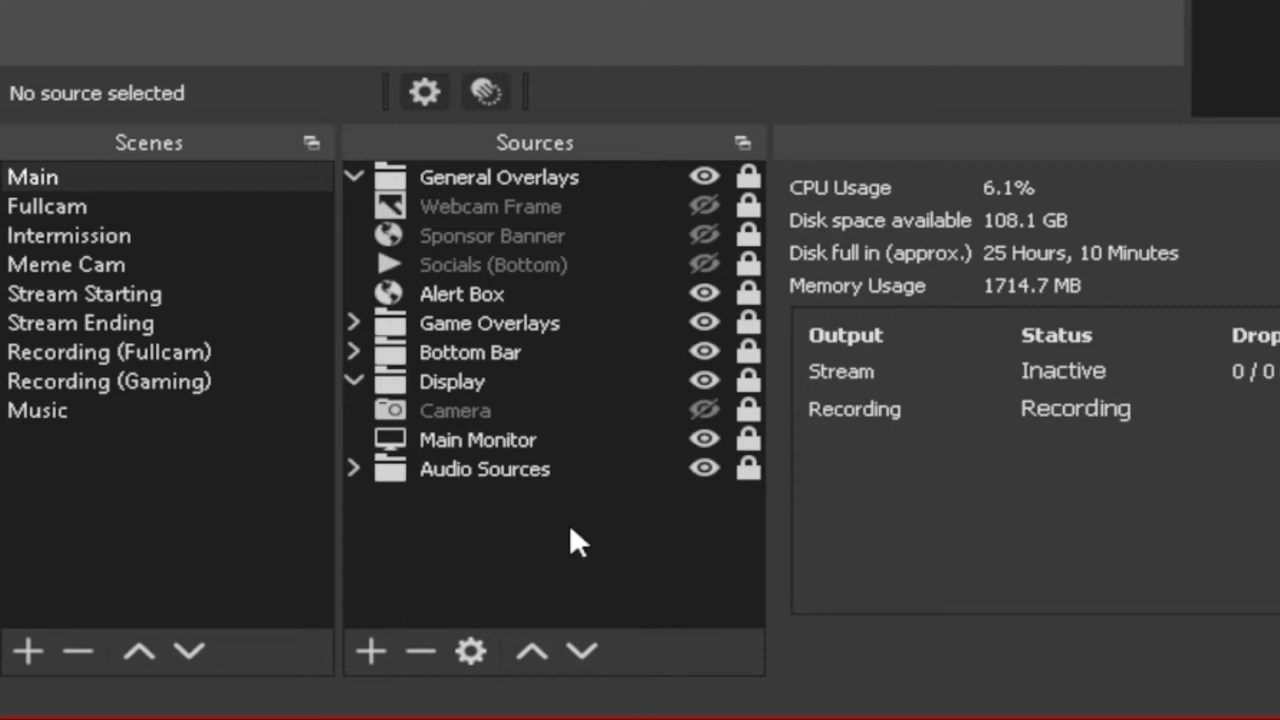 No source selected
Scenes
Main
Fullcam
Intermission
Meme Cam
Stream Starting
Stream Ending
Recording (Fullcam)
Recording (Gaming)
Music
Sources
General Overlays
Webcam Frame
Sponsor Banner
Socials (Bottom)
Alert Box
Game Overlays
Bottom Bar
Display
Camera
Main Monitor
Audio Sources
CPU Usage 6.1%
Disk space available 108.1 GB
Disk full in (approx.) 25 Hours, 10 Minutes
Memory Usage 1714.7 MB
Output Status Drop
Stream Inactive 0 / 0
Recording Recording